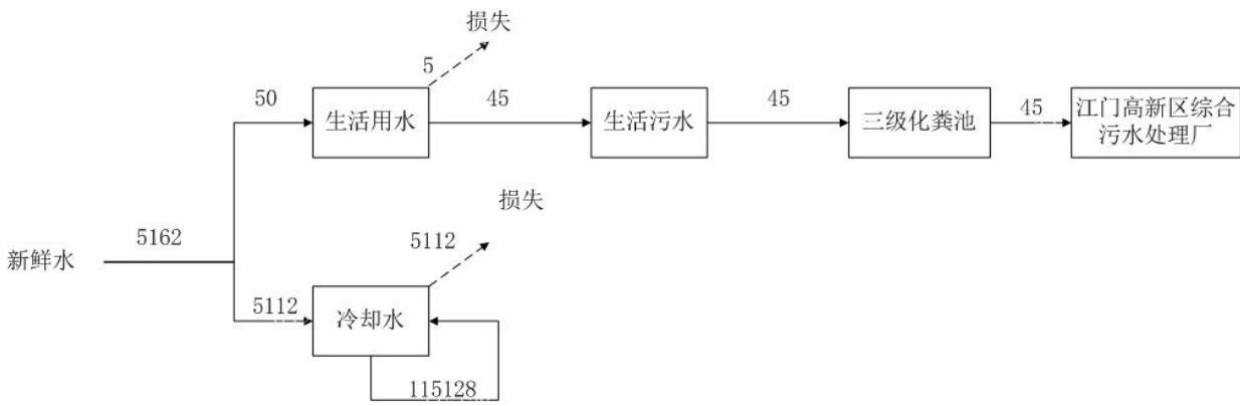 损失
5
50
生活用水
45
生活污水
45
三级化粪池
45
江门高新区综合
污水处理厂
损失
5112
5162
新鲜水
5112
冷却水
115128